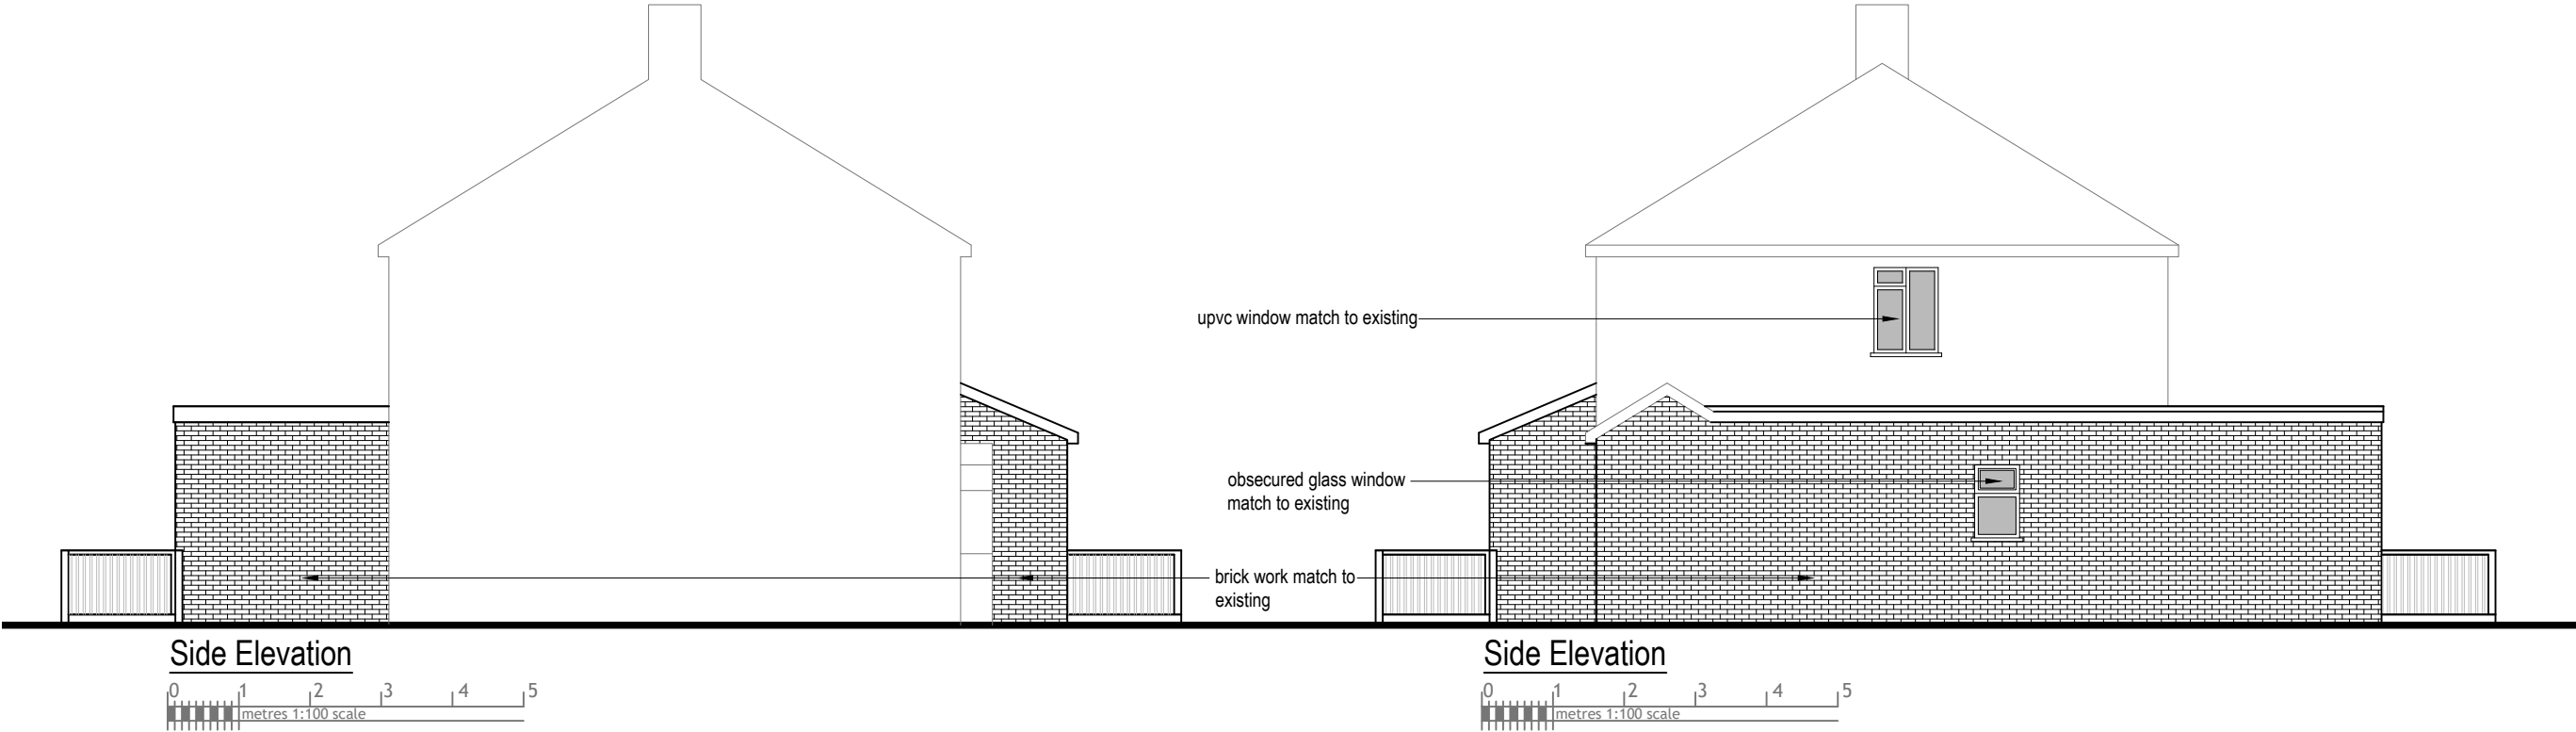 upvc window match to existing
obsecured glass window
match to existing
brick work match to
existing
Side Elevation
0 1 2 3 4 5
metres 1:100 scale
Side Elevation
0 1 2 3 4 5
metres 1:100 scale